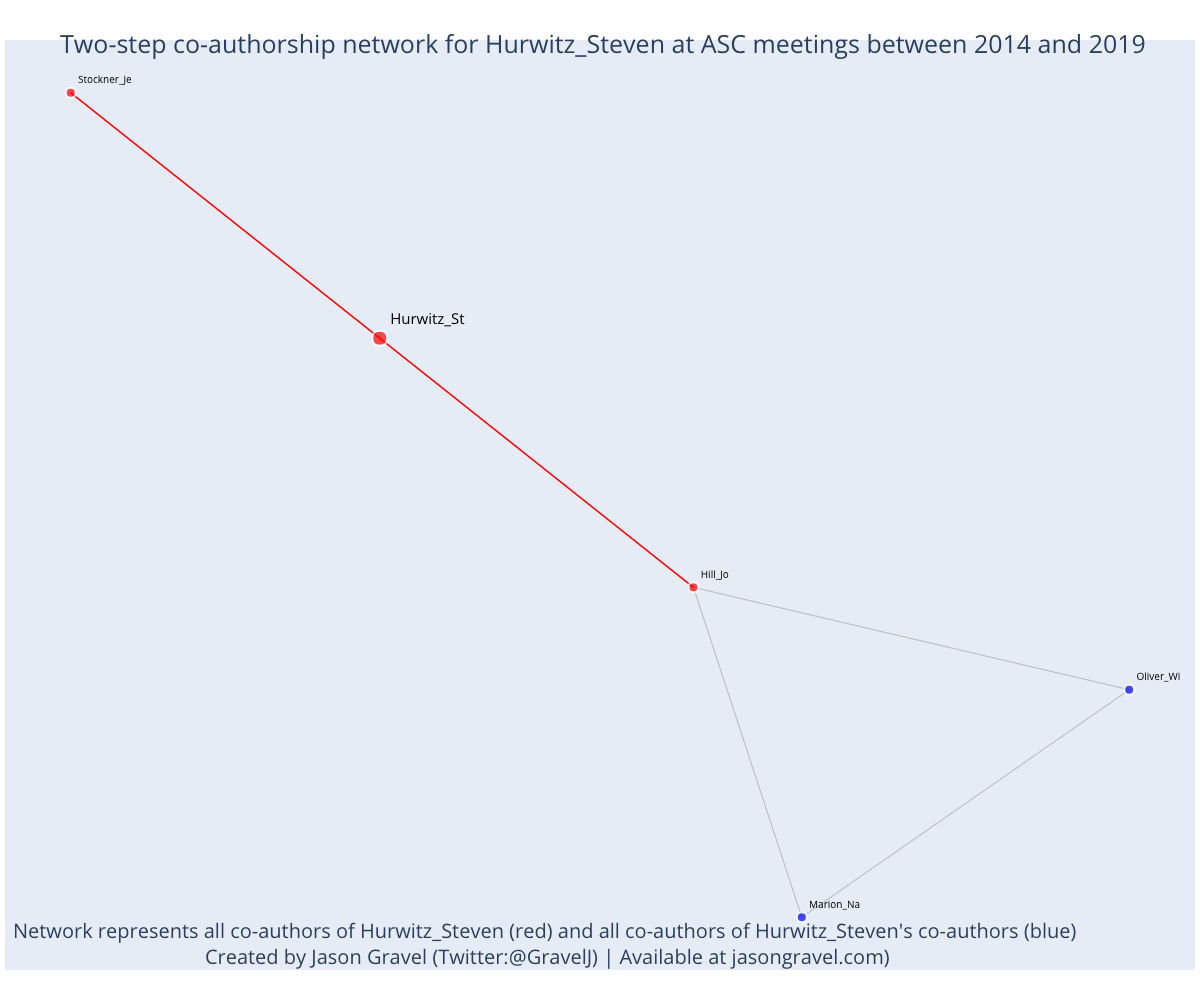 Two-step co-authorship network for Hurwitz_Steven at ASC meetings between 2014 and 2019
Stockner_Je
Hurwitz_St
Hill_Jo
Oliver_Wi
Marion_Na
Network represents all co-authors of Hurwitz_Steven (red) and all co-authors of Hurwitz_Steven's co-authors (blue)
Created by Jason Gravel (Twitter:@GravelJ) | Available at jasongravel.com)